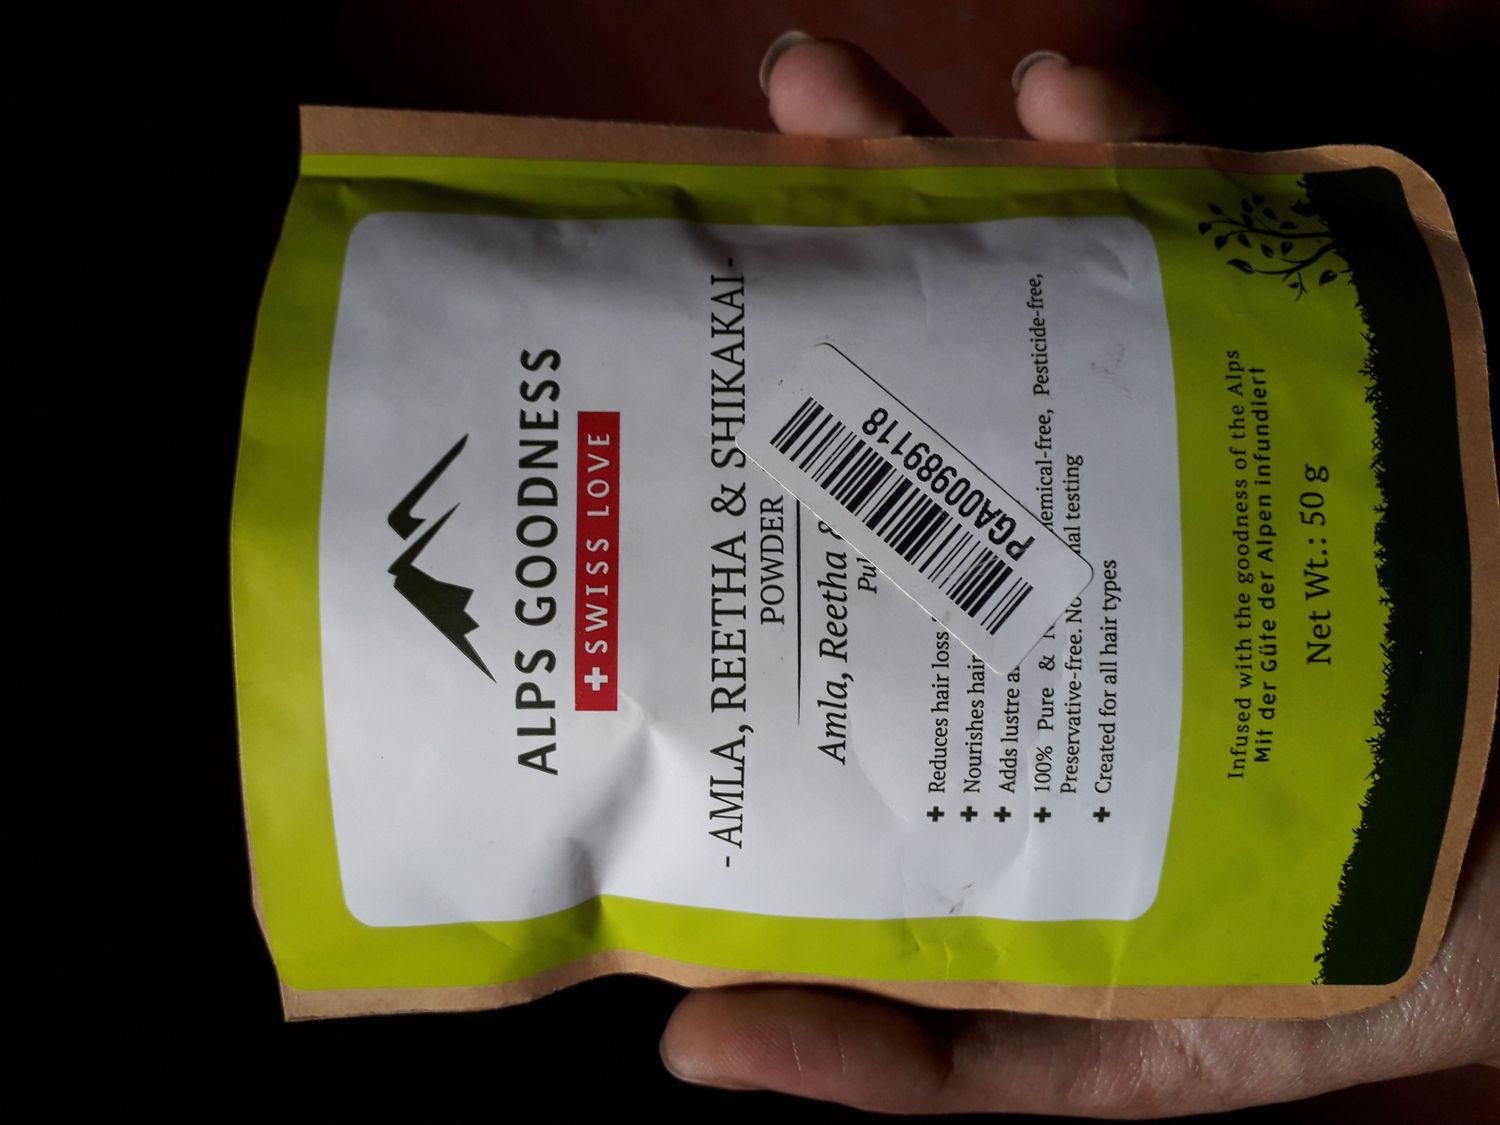 ALPS GOODNESS
+ SWISS LOVE
- AMLA, REETHA & SHIKAKAI -
POWDER
Amla, Reetha &
PGA00989118
+ Reduces hair loss
+ Nourishes hair
+ Adds lustre
+ 100% Pure & Pesticide-free,
Preservative-free. No testing
+ Created for all hair types
Infused with the goodness of the Alps
Mit der Güte der Alpen infundiert
Net Wt.: 50 g